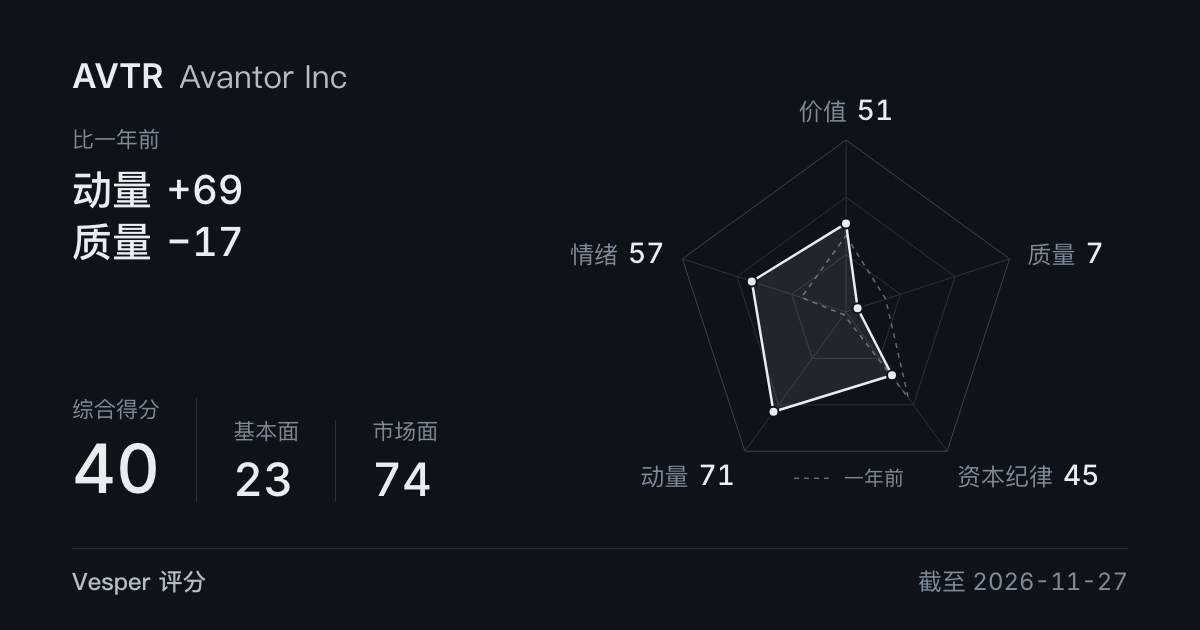 AVTR Avantor Inc
比一年前
动量 +69
质量 −17
综合得分
40
基本面
23
市场面
74
价值 51
情绪 57
质量 7
动量 71
一年前
资本纪律 45
Vesper 评分
截至 2026-11-27